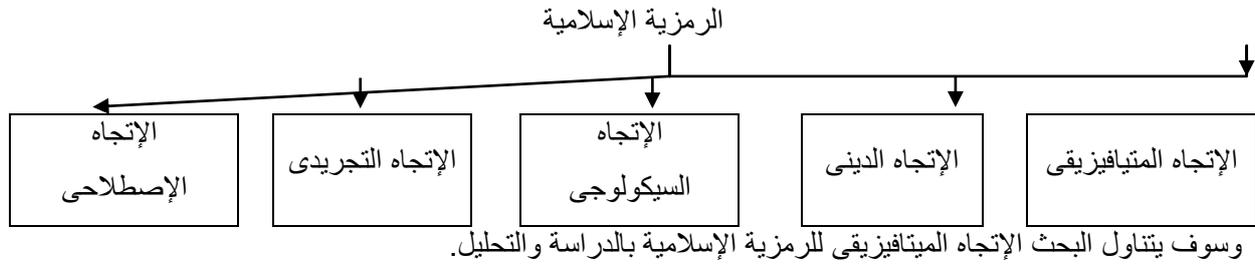 الرمزية الإسلامية
الإتجاه المتيافيزيقى
الإتجاه الدينى
الإتجاه
السيكولوجى
الإتجاه التجريدى
الإتجاه
الإصطلاحى
وسوف يتناول البحث الإتجاه الميتافيزيقى للرمزية الإسلامية بالدراسة والتحليل.